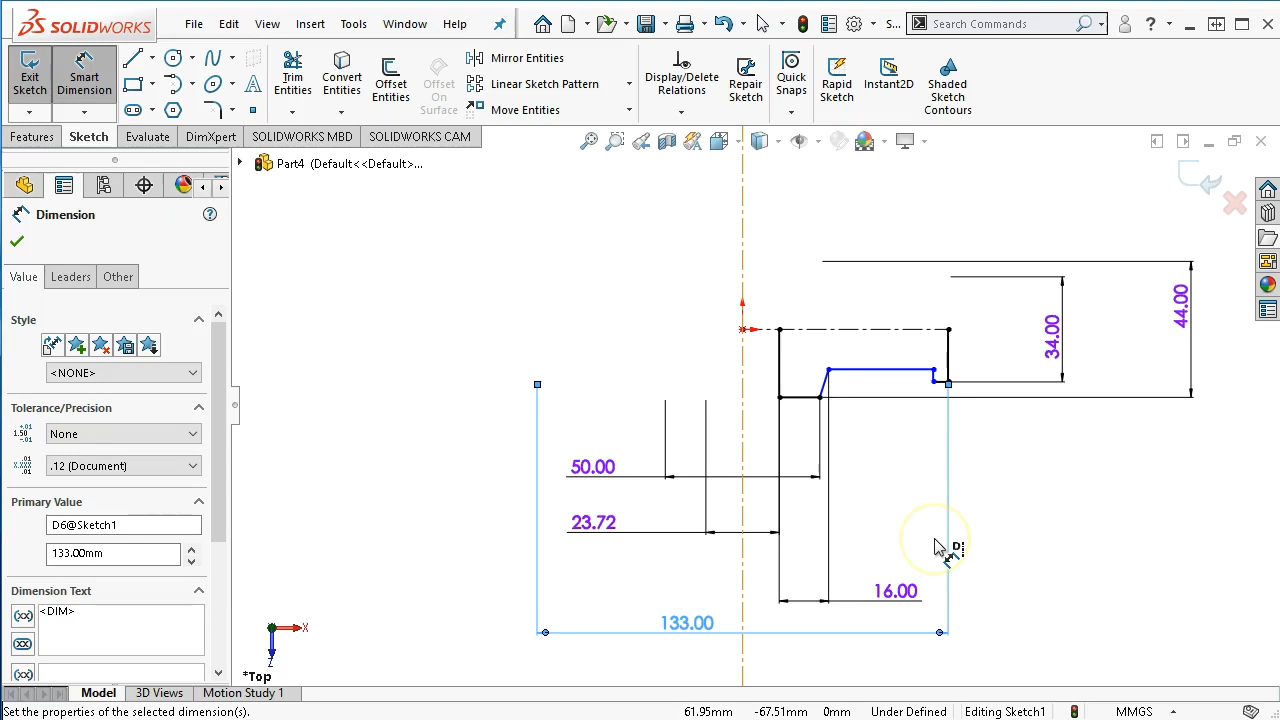 SOLIDWORKS
File Edit View Insert Tools Window Help
S...
Search Commands
Exit Sketch
Smart Dimension
Trim Entities
Convert Entities
Offset Entities
Offset On Surface
Mirror Entities
Linear Sketch Pattern
Move Entities
Display/Delete Relations
Repair Sketch
Quick Snaps
Rapid Sketch
Instant2D
Shaded Sketch Contours
Features Sketch Evaluate DimXpert SOLIDWORKS MBD SOLIDWORKS CAM
Part4 (Default<<Default>...
Dimension
Value Leaders Other
Style
<NONE>
Tolerance/Precision
None
.12 (Document)
Primary Value
D6@Sketch1
133.00mm
Dimension Text
<DIM>
44.00
34.00
50.00
23.72
16.00
133.00
X
Z
*Top
Model 3D Views Motion Study 1
Set the properties of the selected dimension(s). 61.95mm -67.51mm 0mm Under Defined Editing Sketch1 MMGS